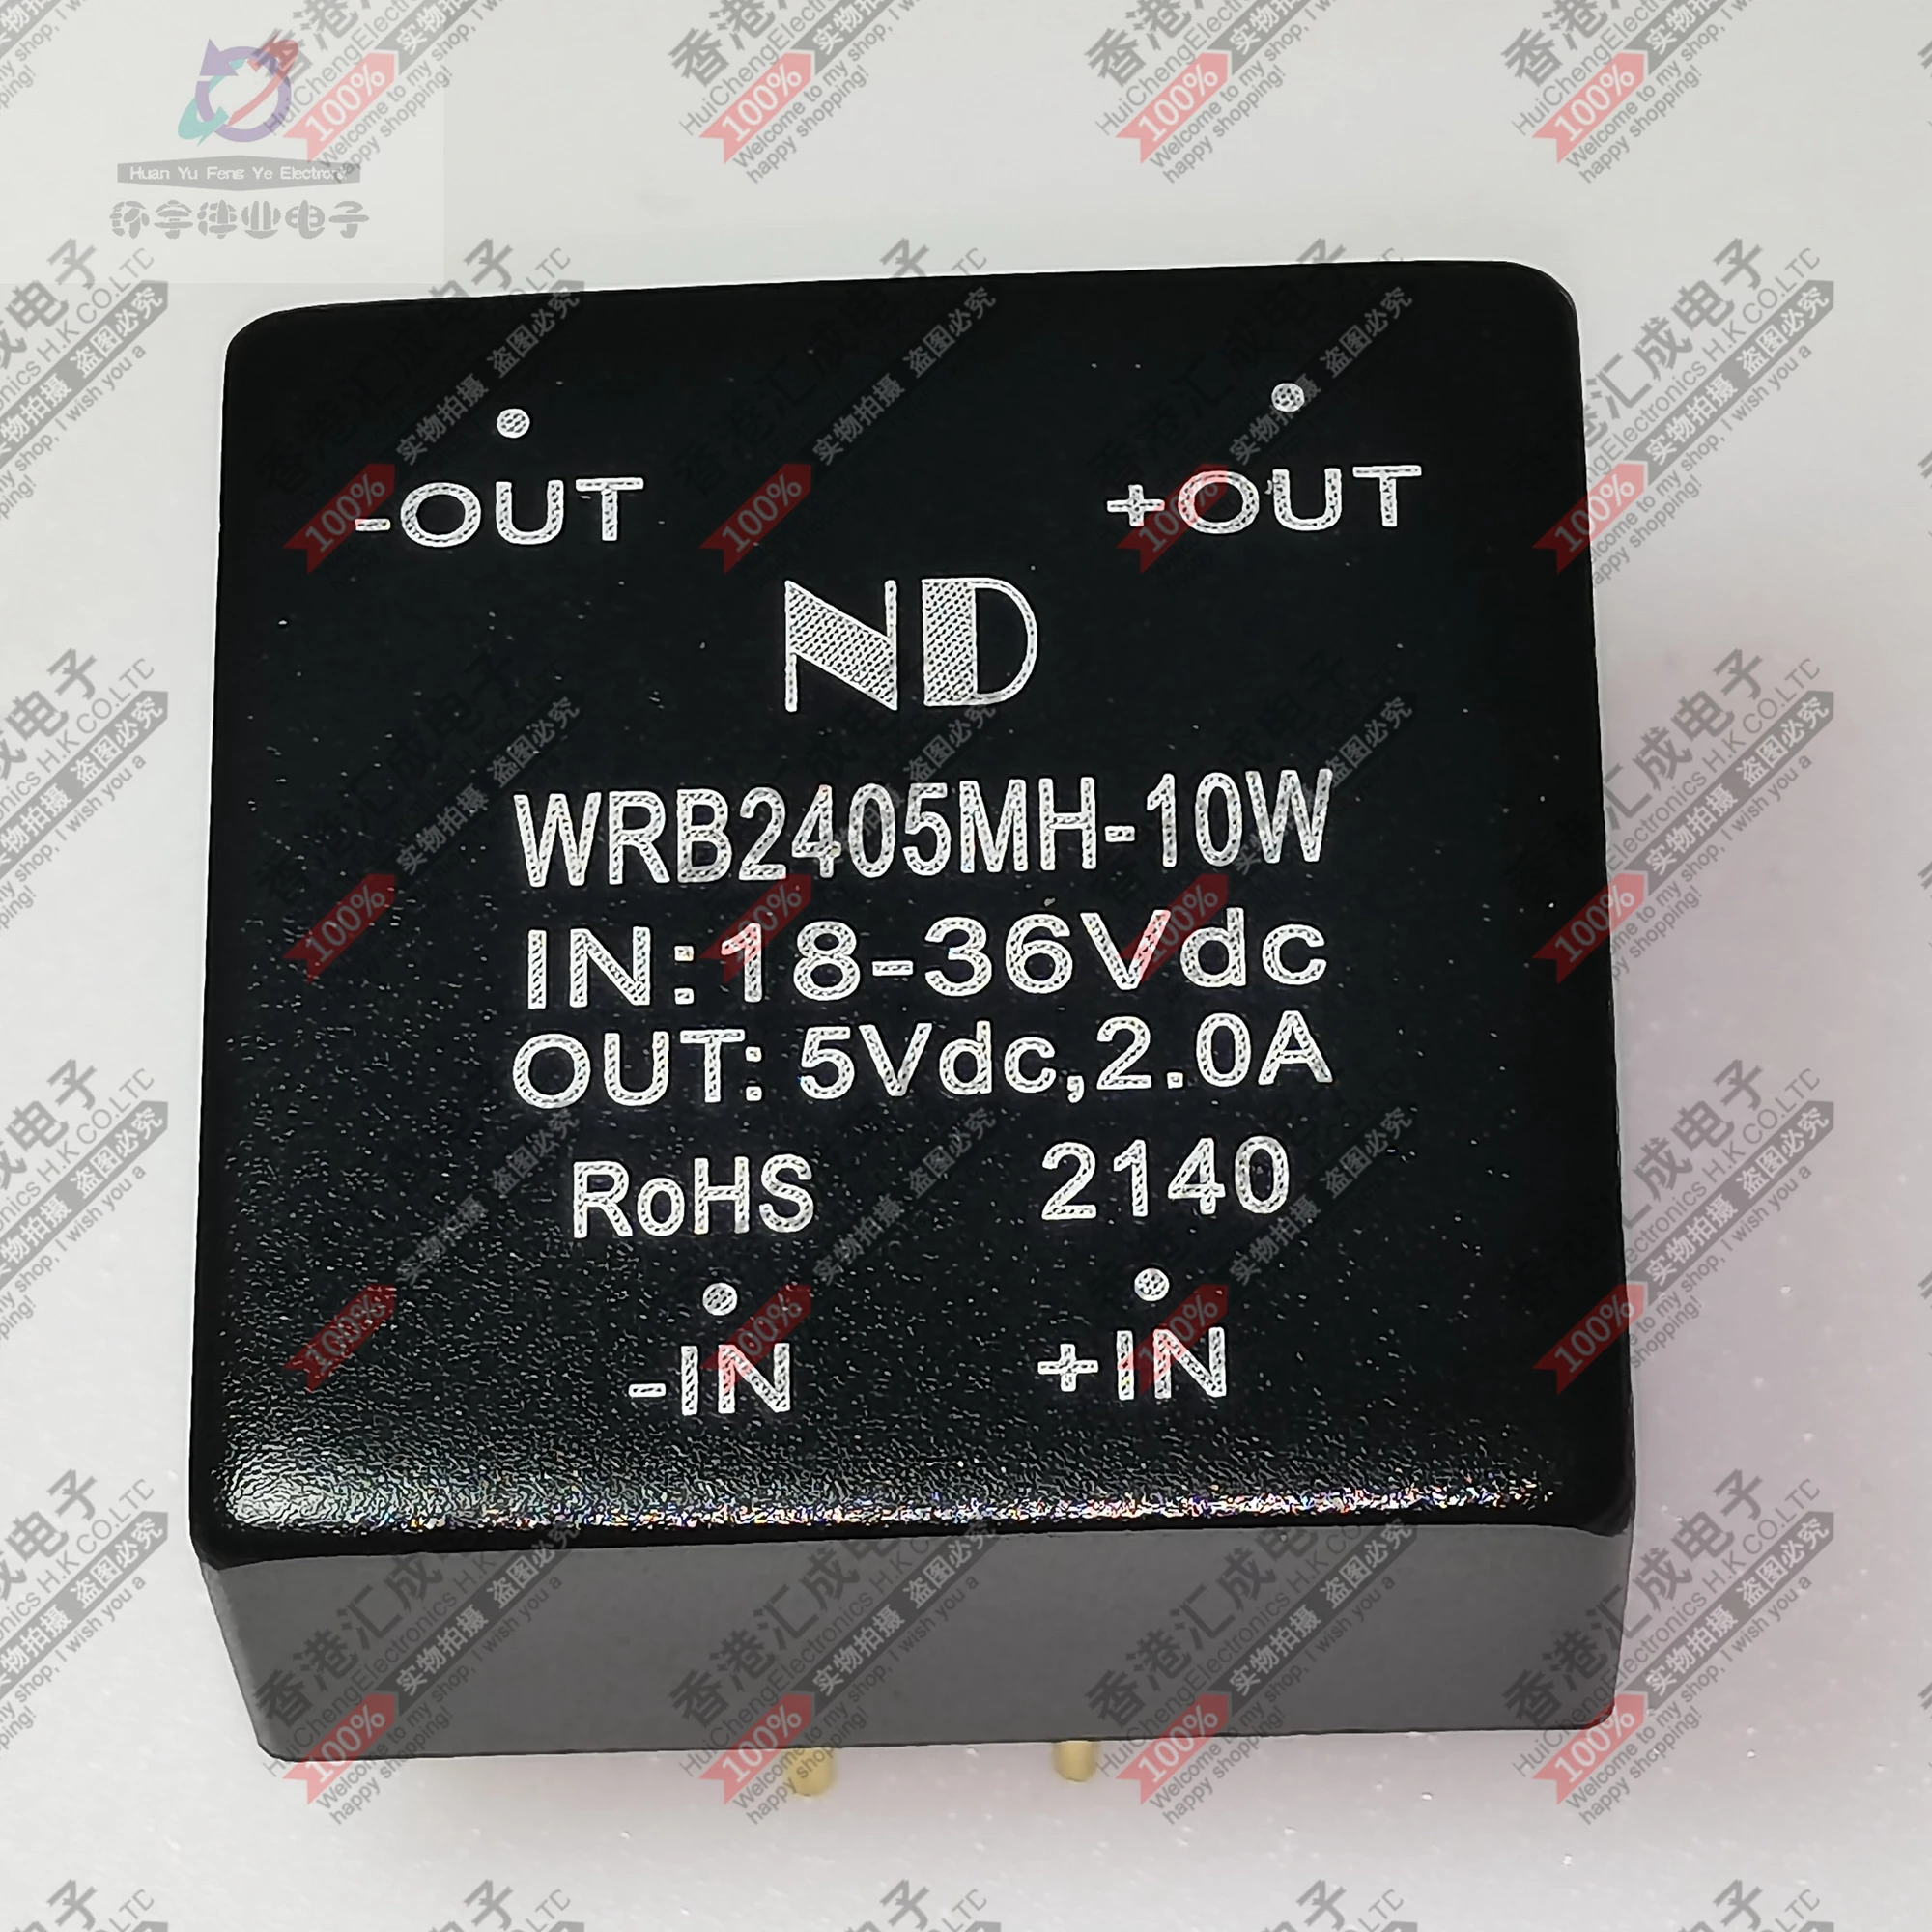 Huan Yu Feng Ye Electronic
-OUT
+OUT
ND
WRB2405MH-10W
IN:18-36Vdc
OUT: 5Vdc,2.0A
RoHS 2140
-IN +IN
香港汇成电子
HuiChengElectronics H.K CO.LTC
100% 实物拍摄 盗图必究
Welcome to my shop, I wish you a
happy shopping!